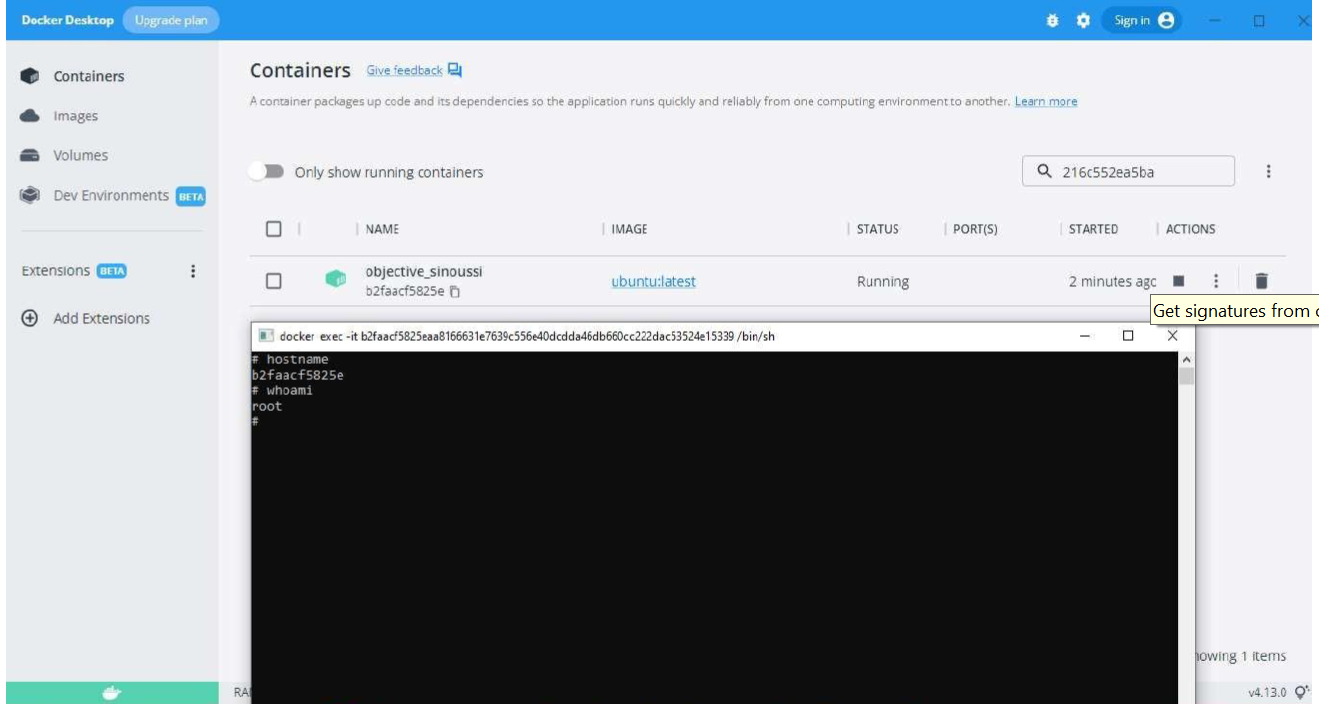 Docker Desktop Upgrade plan Sign in
Containers
Images
Volumes
Dev Environments BETA
Extensions BETA
Add Extensions
Containers Give feedback
A container packages up code and its dependencies so the application runs quickly and reliably from one computing environment to another. Learn more
Only show running containers 216c552ea5ba
NAME IMAGE STATUS PORT(S) STARTED ACTIONS
objective_sinoussi ubuntu:latest Running 2 minutes ago
b2faacf5825e
Get signatures from
docker exec -it b2faacf5825eaa8166631e7639c556e40dcdda46db660cc222dac53524e15339 /bin/sh
# hostname
b2faacf5825e
# whoami
root
#
howing 1 items
RA
v4.13.0